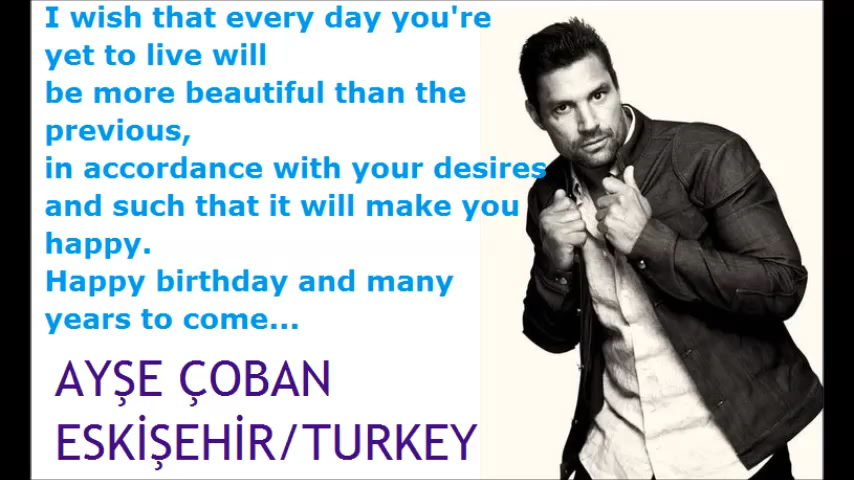 I wish that every day you're
yet to live will
be more beautiful than the
previous,
in accordance with your desires
and such that it will make you
happy.
Happy birthday and many
years to come...
AYŞE ÇOBAN
ESKİŞEHİR/TURKEY